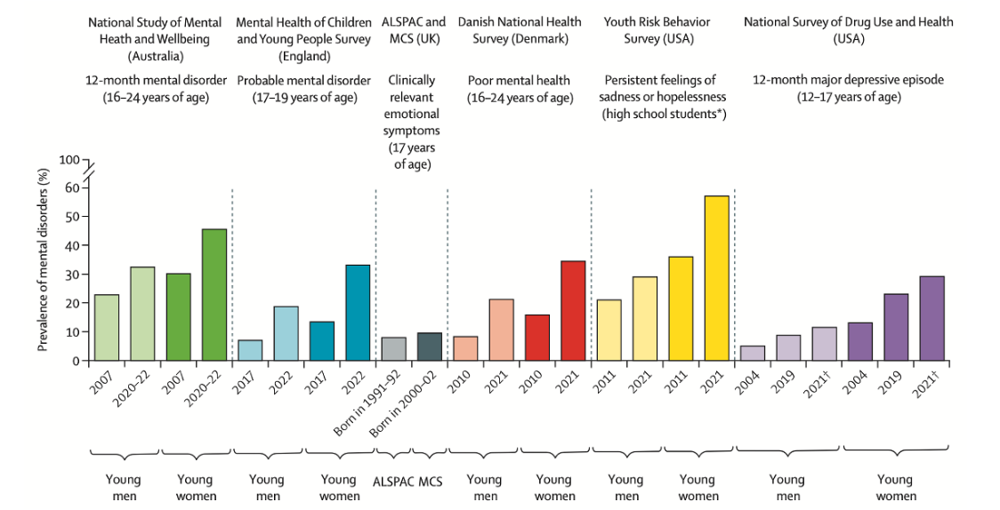 National Study of Mental
Heath and Wellbeing
(Australia)
12-month mental disorder
(16–24 years of age)
Mental Health of Children
and Young People Survey
(England)
Probable mental disorder
(17–19 years of age)
ALSPAC and
MCS (UK)
Clinically
relevant
emotional
symptoms
(17 years
of age)
Danish National Health
Survey (Denmark)
Poor mental health
(16–24 years of age)
Youth Risk Behavior
Survey (USA)
Persistent feelings of
sadness or hopelessness
(high school students*)
National Survey of Drug Use and Health
(USA)
12-month major depressive episode
(12–17 years of age)
Prevalence of mental disorders (%)
100
60
50
40
30
20
10
0
2007
2020–22
2007
2020–22
2017
2022
2017
2022
Born in 1991–92
Born in 2000–02
2010
2021
2010
2021
2011
2021
2011
2021
2004
2019
2021†
2004
2019
2021†
Young
men
Young
women
Young
men
Young
women
ALSPAC
MCS
Young
men
Young
women
Young
men
Young
women
Young
men
Young
women